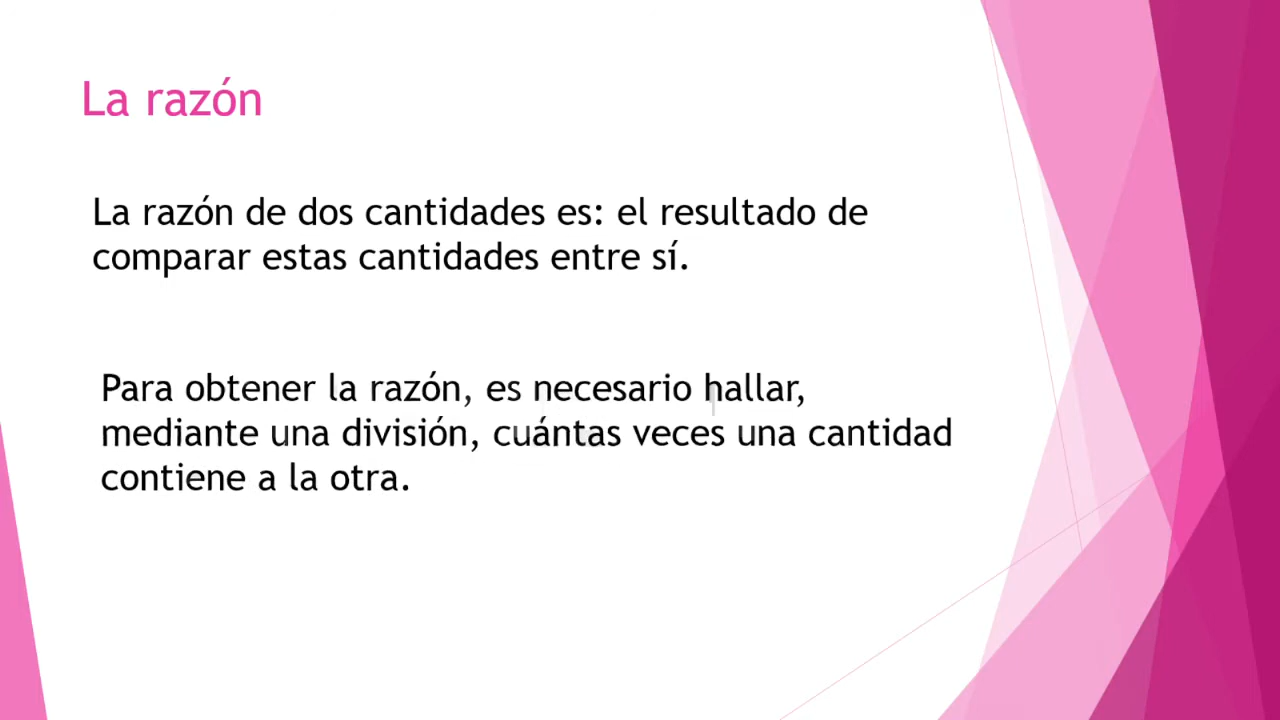 La razón
La razón de dos cantidades es: el resultado de
comparar estas cantidades entre sí.
Para obtener la razón, es necesario hallar,
mediante una división, cuántas veces una cantidad
contiene a la otra.